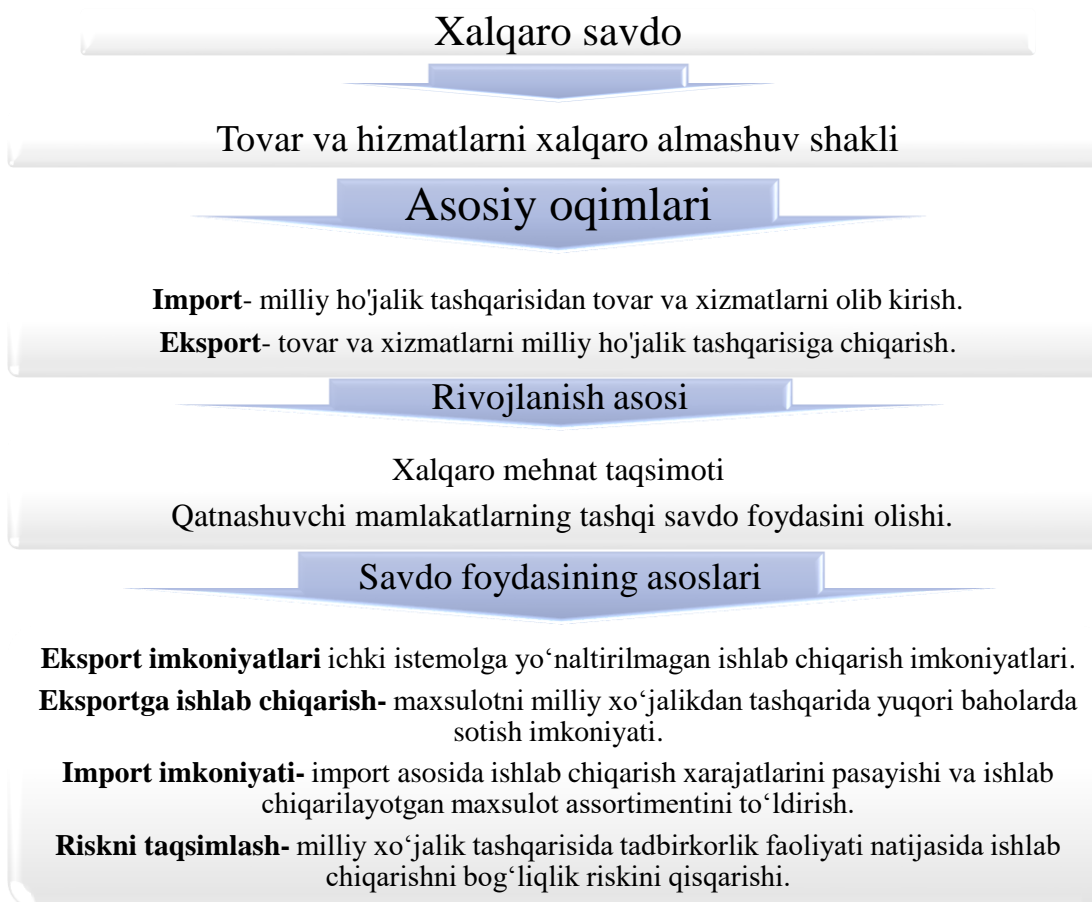 Xalqaro savdo
Tovar va hizmatlarni xalqaro almashuv shakli
Asosiy oqimlari
Import- milliy ho'jalik tashqarisidan tovar va xizmatlarni olib kirish.
Eksport- tovar va xizmatlarni milliy ho'jalik tashqarisiga chiqarish.
Rivojlanish asosi
Xalqaro mehnat taqsimoti
Qatnashuvchi mamlakatlarning tashqi savdo foydasini olishi.
Savdo foydasining asoslari
Eksport imkoniyatlari ichki istemolga yo‘naltirilmagan ishlab chiqarish imkoniyatlari.
Eksportga ishlab chiqarish- maxsulotni milliy xo‘jalikdan tashqarida yuqori baholarda
sotish imkoniyati.
Import imkoniyati- import asosida ishlab chiqarish xarajatlarini pasayishi va ishlab
chiqarilayotgan maxsulot assortimentini to‘ldirish.
Riskni taqsimlash- milliy xo‘jalik tashqarisida tadbirkorlik faoliyati natijasida ishlab
chiqarishni bog‘liqlik riskini qisqarishi.